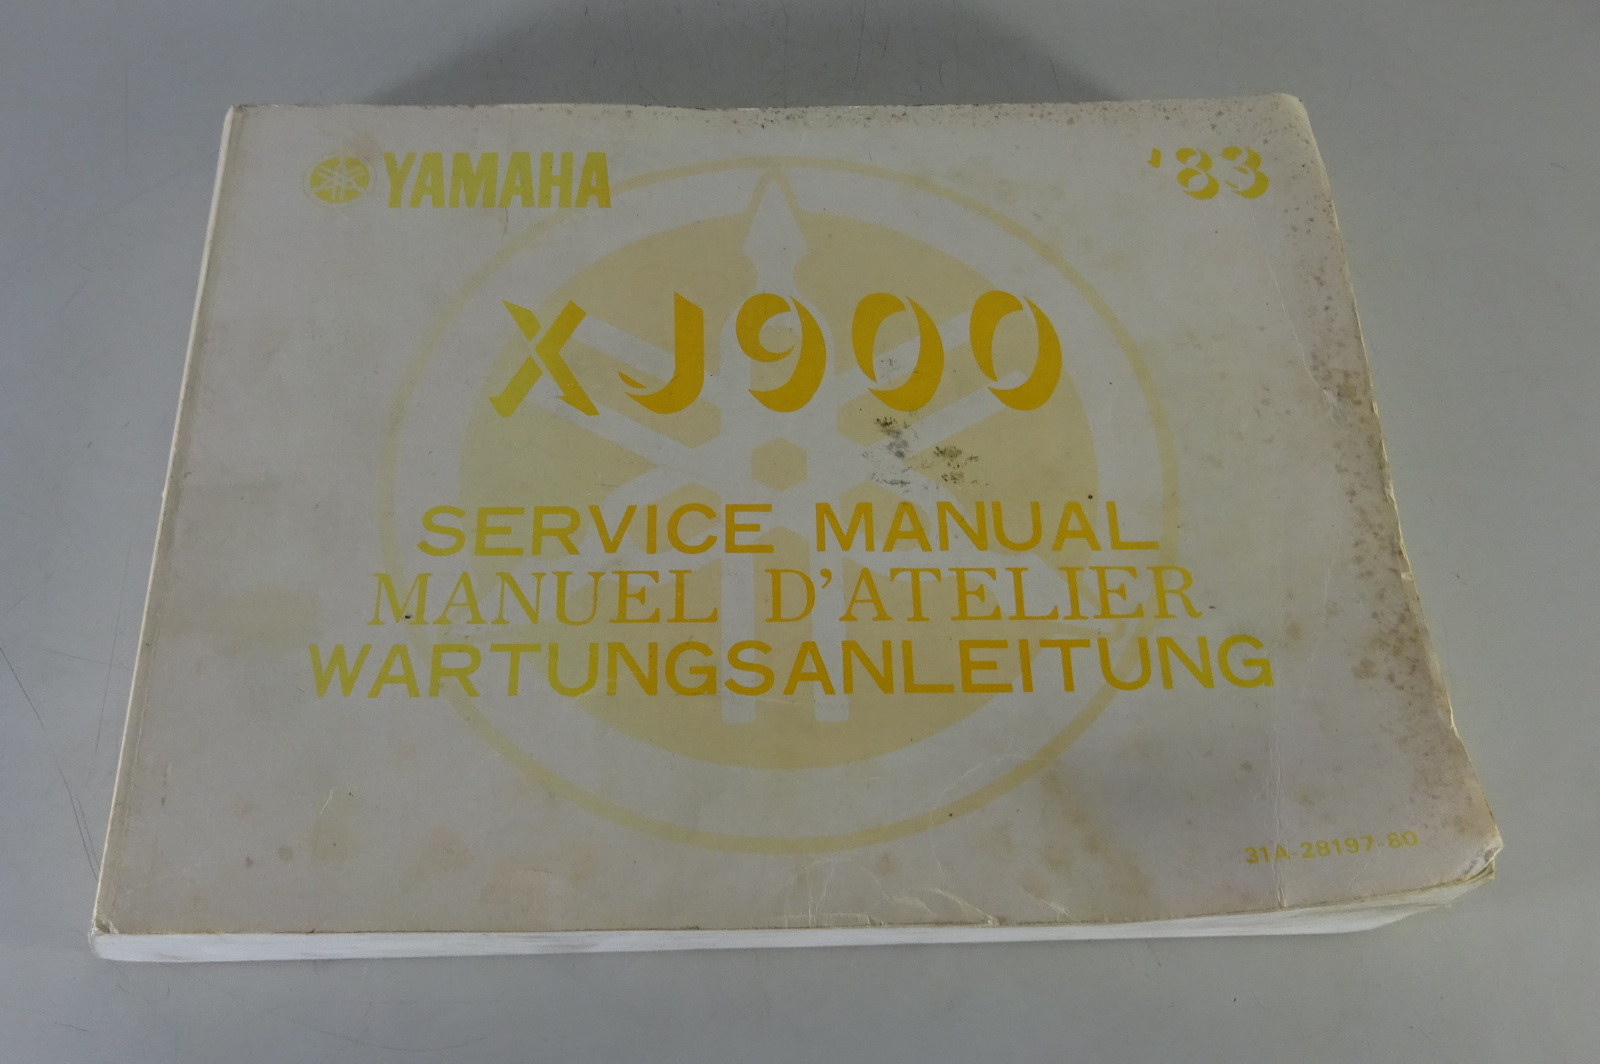 YAMAHA '83
XJ900
SERVICE MANUAL
MANUEL D'ATELIER
WARTUNGSANLEITUNG
31A-28197-80